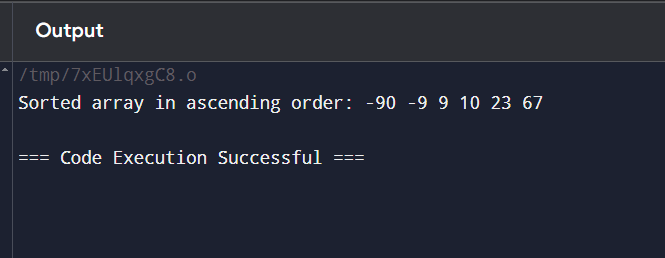 Output
/tmp/7xEUlqxgC8.o
Sorted array in ascending order: -90 -9 9 10 23 67
=== Code Execution Successful ===